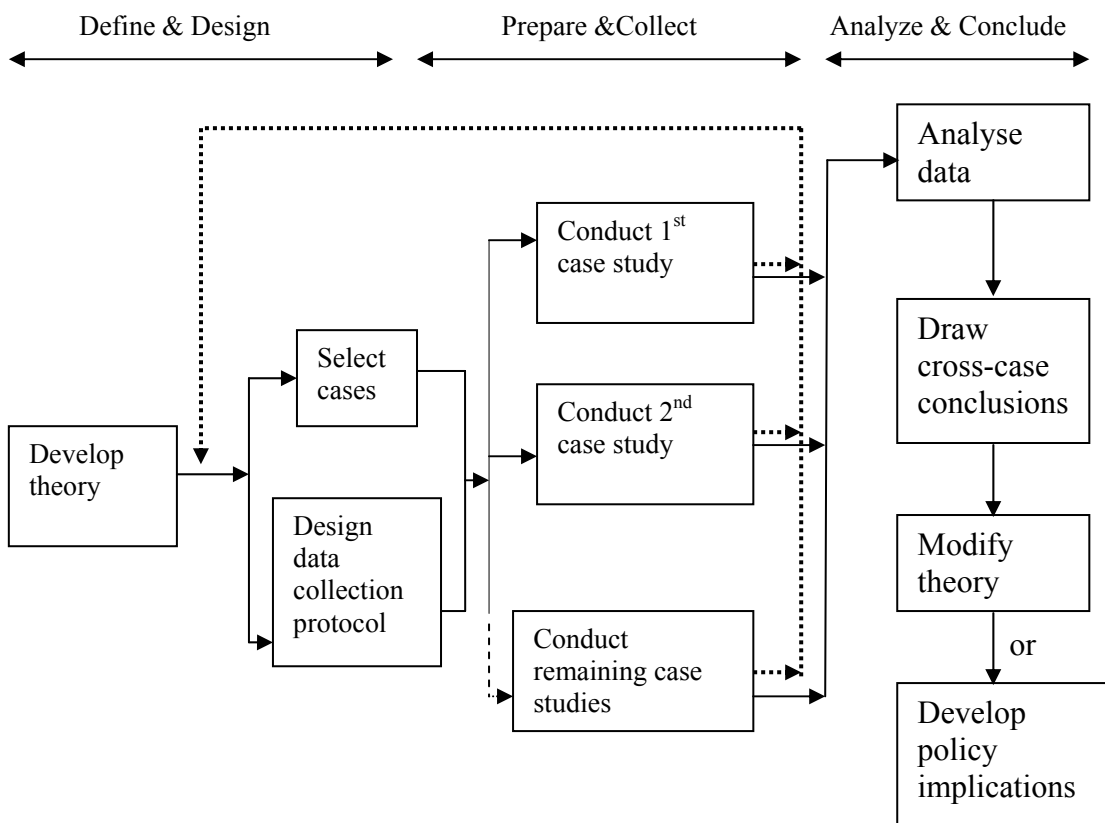 Define & Design
Prepare &Collect
Analyze & Conclude
Develop
theory
Select
cases
Design
data
collection
protocol
Conduct 1st
case study
Conduct 2nd
case study
Conduct
remaining case
studies
Analyse
data
Draw
cross-case
conclusions
Modify
theory
or
Develop
policy
implications